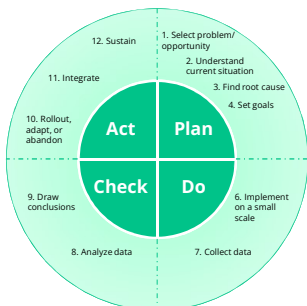 12. Sustain
1. Select problem/
opportunity
2. Understand
current situation
3. Find root cause
4. Set goals
11. Integrate
10. Rollout,
adapt, or
abandon
Act
Plan
Check
Do
9. Draw
conclusions
8. Analyze data
7. Collect data
6. Implement
on a small
scale